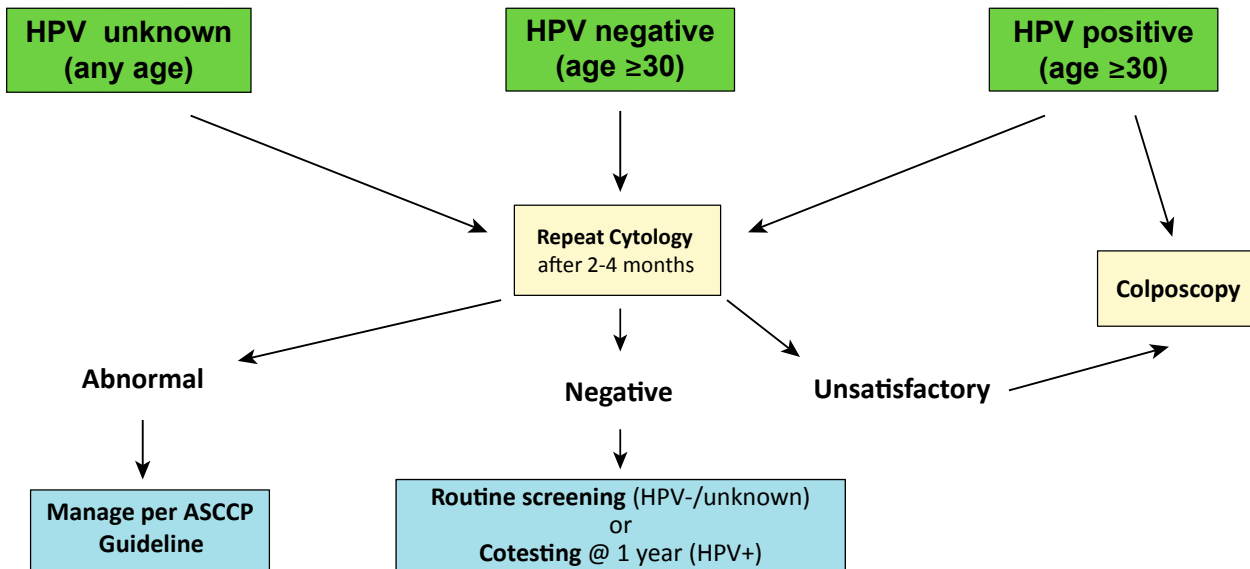 HPV unknown
(any age)
HPV negative
(age ≥30)
HPV positive
(age ≥30)
Repeat Cytology
after 2-4 months
Colposcopy
Abnormal
Negative
Unsatisfactory
Manage per ASCCP
Guideline
Routine screening (HPV-/unknown)
or
Cotesting @ 1 year (HPV+)